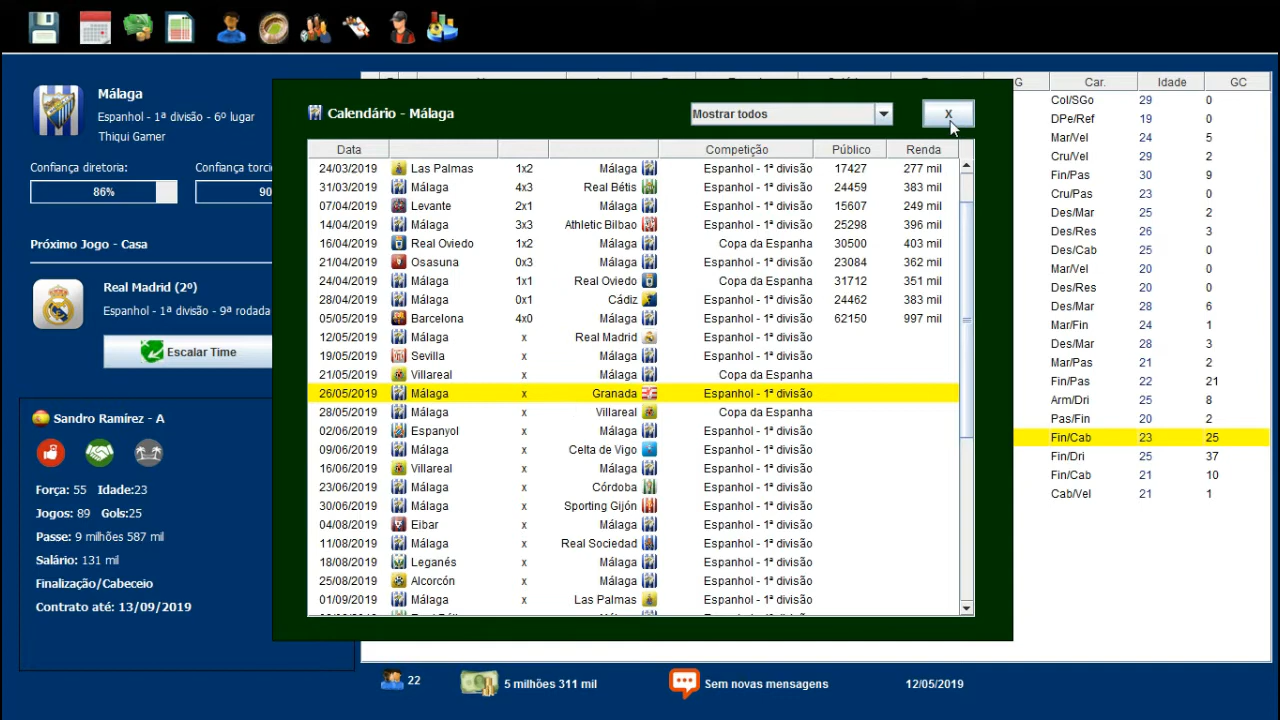 Málaga
Espanhol - 1ª divisão - 6º lugar
Thiqui Gamer
Confiança diretoria: Confiança torcid
86% 90
Próximo Jogo - Casa
Real Madrid (2º)
Espanhol - 1ª divisão - 9ª rodada
Escalar Time
Sandro Ramírez - A
Força: 55 Idade:23
Jogos: 89 Gols:25
Passe: 9 milhões 587 mil
Salário: 131 mil
Finalização/Cabeceio
Contrato até: 13/09/2019
Calendário - Málaga Mostrar todos X
Data Competição Público Renda
24/03/2019 Las Palmas 1x2 Málaga Espanhol - 1ª divisão 17427 277 mil
31/03/2019 Málaga 4x3 Real Bétis Espanhol - 1ª divisão 24459 383 mil
07/04/2019 Levante 2x1 Málaga Espanhol - 1ª divisão 15607 249 mil
14/04/2019 Málaga 3x3 Athletic Bilbao Espanhol - 1ª divisão 25298 396 mil
16/04/2019 Real Oviedo 1x2 Málaga Copa da Espanha 30500 403 mil
21/04/2019 Osasuna 0x3 Málaga Espanhol - 1ª divisão 23084 362 mil
24/04/2019 Málaga 1x1 Real Oviedo Copa da Espanha 31712 351 mil
28/04/2019 Málaga 0x1 Cádiz Espanhol - 1ª divisão 24462 383 mil
05/05/2019 Barcelona 4x0 Málaga Espanhol - 1ª divisão 62150 997 mil
12/05/2019 Málaga x Real Madrid Espanhol - 1ª divisão
19/05/2019 Sevilla x Málaga Espanhol - 1ª divisão
21/05/2019 Villareal x Málaga Copa da Espanha
26/05/2019 Málaga x Granada Espanhol - 1ª divisão
28/05/2019 Málaga x Villareal Copa da Espanha
02/06/2019 Espanyol x Málaga Espanhol - 1ª divisão
09/06/2019 Málaga x Celta de Vigo Espanhol - 1ª divisão
16/06/2019 Villareal x Málaga Espanhol - 1ª divisão
23/06/2019 Málaga x Córdoba Espanhol - 1ª divisão
30/06/2019 Málaga x Sporting Gijón Espanhol - 1ª divisão
04/08/2019 Eibar x Málaga Espanhol - 1ª divisão
11/08/2019 Málaga x Real Sociedad Espanhol - 1ª divisão
18/08/2019 Leganés x Málaga Espanhol - 1ª divisão
25/08/2019 Alcorcón x Málaga Espanhol - 1ª divisão
01/09/2019 Málaga x Las Palmas Espanhol - 1ª divisão
G Car. Idade GC
Col/SGo 29 0
DPe/Ref 19 0
Mar/Vel 24 5
Cru/Vel 29 2
Fin/Pas 30 9
Cru/Pas 23 0
Des/Mar 25 2
Des/Res 26 3
Des/Cab 25 0
Mar/Vel 20 0
Des/Res 20 0
Des/Mar 28 6
Mar/Fin 24 1
Des/Mar 28 3
Mar/Pas 21 2
Fin/Pas 22 21
Arm/Dri 25 8
Pas/Fin 20 2
Fin/Cab 23 25
Fin/Dri 25 37
Fin/Cab 21 10
Cab/Vel 21 1
22 5 milhões 311 mil Sem novas mensagens 12/05/2019